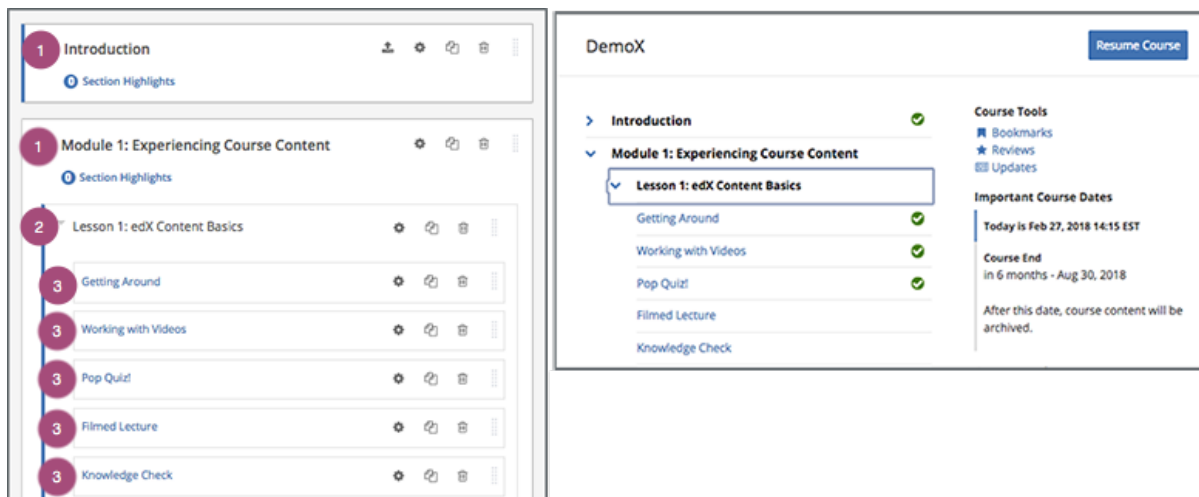 1 Introduction
0 Section Highlights
1 Module 1: Experiencing Course Content
0 Section Highlights
2 Lesson 1: edX Content Basics
3 Getting Around
3 Working with Videos
3 Pop Quiz!
3 Filmed Lecture
3 Knowledge Check
DemoX
Resume Course
Introduction
Module 1: Experiencing Course Content
Lesson 1: edX Content Basics
Getting Around
Working with Videos
Pop Quiz!
Filmed Lecture
Knowledge Check
Course Tools
Bookmarks
Reviews
Updates
Important Course Dates
Today is Feb 27, 2018 14:15 EST
Course End
in 6 months - Aug 30, 2018
After this date, course content will be
archived.